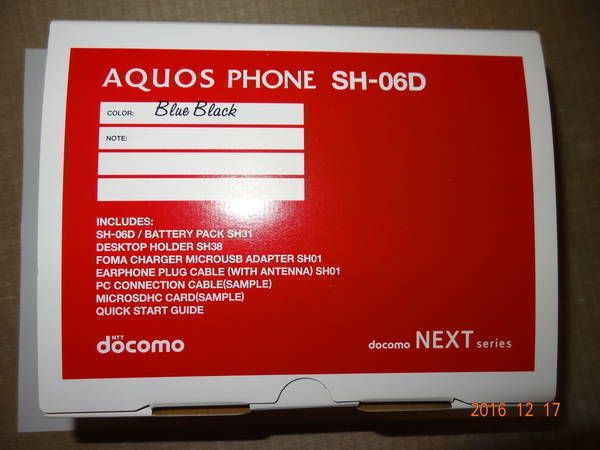 AQUOS PHONE SH-06D
COLOR: Blue Black
NOTE:
INCLUDES:
SH-06D / BATTERY PACK SH31
DESKTOP HOLDER SH38
FOMA CHARGER MICROUSB ADAPTER SH01
EARPHONE PLUG CABLE (WITH ANTENNA) SH01
PC CONNECTION CABLE(SAMPLE)
MICROSDHC CARD(SAMPLE)
QUICK START GUIDE
NTT
döcomo
docomo NEXT series
2016 12 17